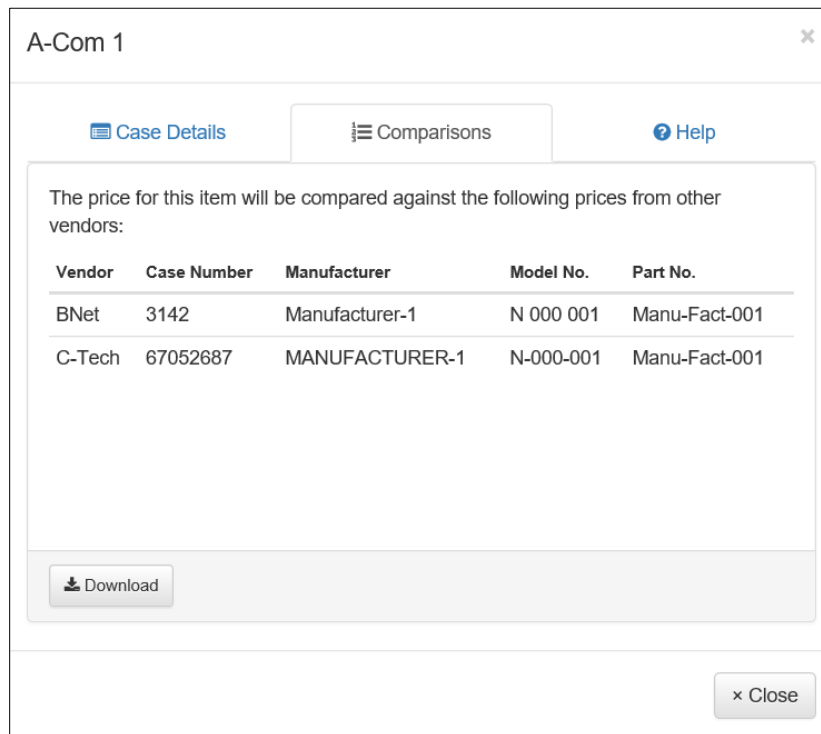 A-Com 1
×
Case Details Comparisons Help
The price for this item will be compared against the following prices from other
vendors:
Vendor Case Number Manufacturer Model No. Part No.
BNet 3142 Manufacturer-1 N 000 001 Manu-Fact-001
C-Tech 67052687 MANUFACTURER-1 N-000-001 Manu-Fact-001
Download
× Close